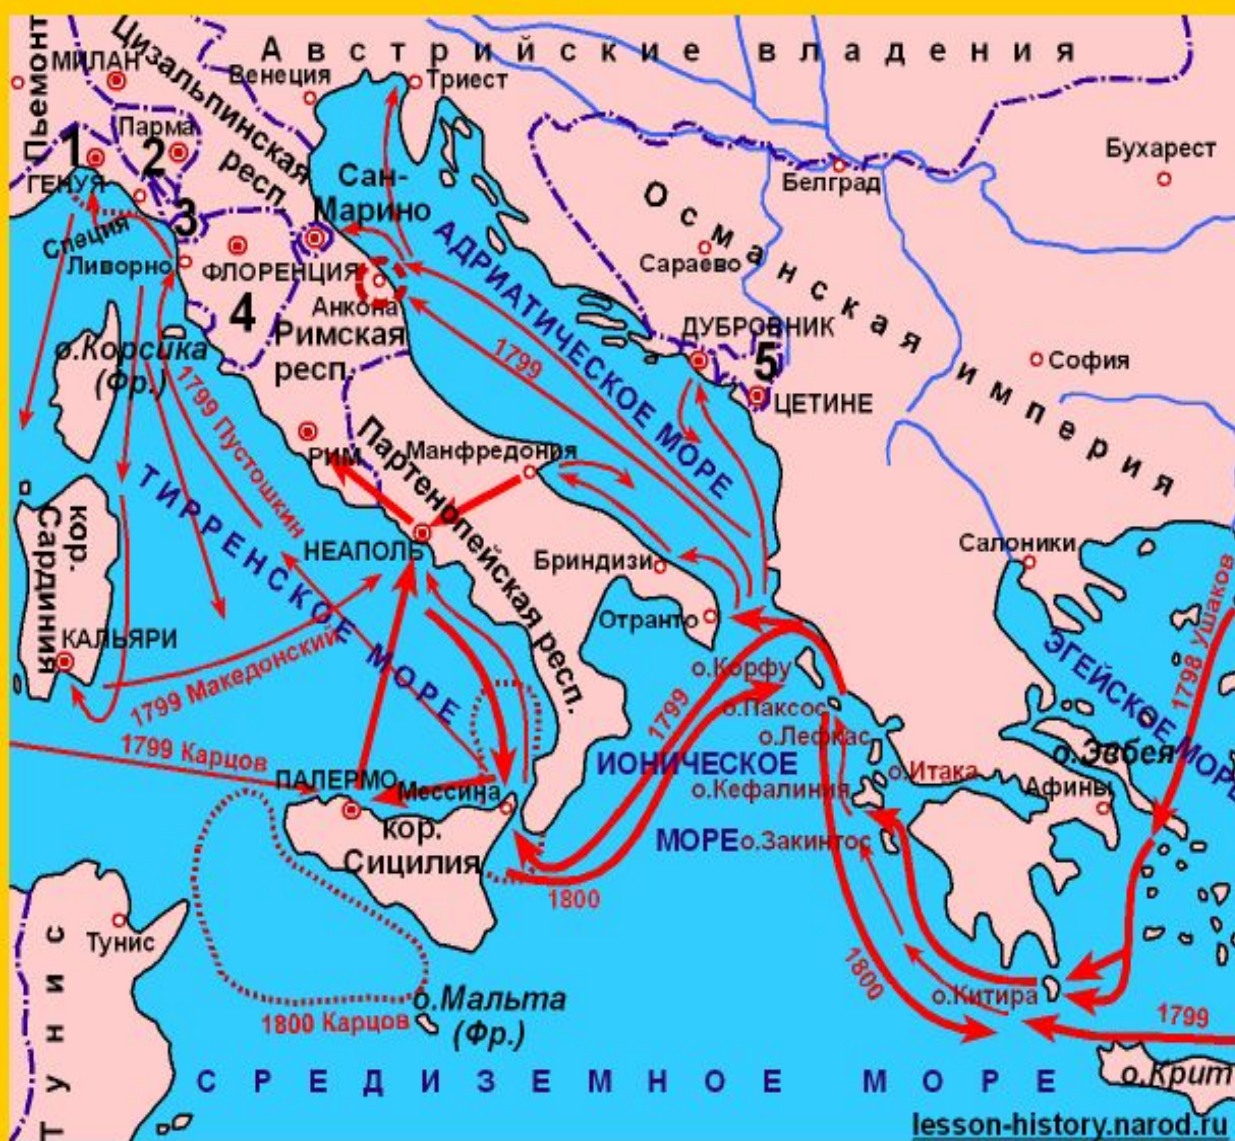 Австрийские владения
Пьемонт
МИЛАН
Цизальпинская
респ.
Венеция
Триест
Парма
1
2
ГЕНУЯ
3
Специя
Ливорно
Сан-
Марино
ФЛОРЕНЦИЯ
4
Анкона
Римская
респ.
Белград
Бухарест
Османская империя
Сараево
АДРИАТИЧЕСКОЕ МОРЕ
ДУБРОВНИК
5
ЦЕТИНЕ
София
о.Корсика
(Фр.)
1799 Пустошкин
1799
РИМ
Манфредония
Партенопейская респ.
ТИРРЕНСКОЕ МОРЕ
НЕАПОЛЬ
Бриндизи
Отранто
Салоники
кор.
Сардиния
КАЛЬЯРИ
1799 Македонский
1799 Карцов
ПАЛЕРМО
Мессина
кор.
Сицилия
о.Корфу
о.Паксос
о.Лефкас
1799
ИОНИЧЕСКОЕ
МОРЕ
о.Кефалиния
о.Итака
о.Закинтос
1800
ЭГЕЙСКОЕ МОРЕ
1798 Ушаков
о.Эвбея
Афины
Тунис
ТУНИС
1800 Карцов
о.Мальта
(Фр.)
1800
о.Китира
1799
о.Крит
СРЕДИЗЕМНОЕ МОРЕ
lesson-history.narod.ru